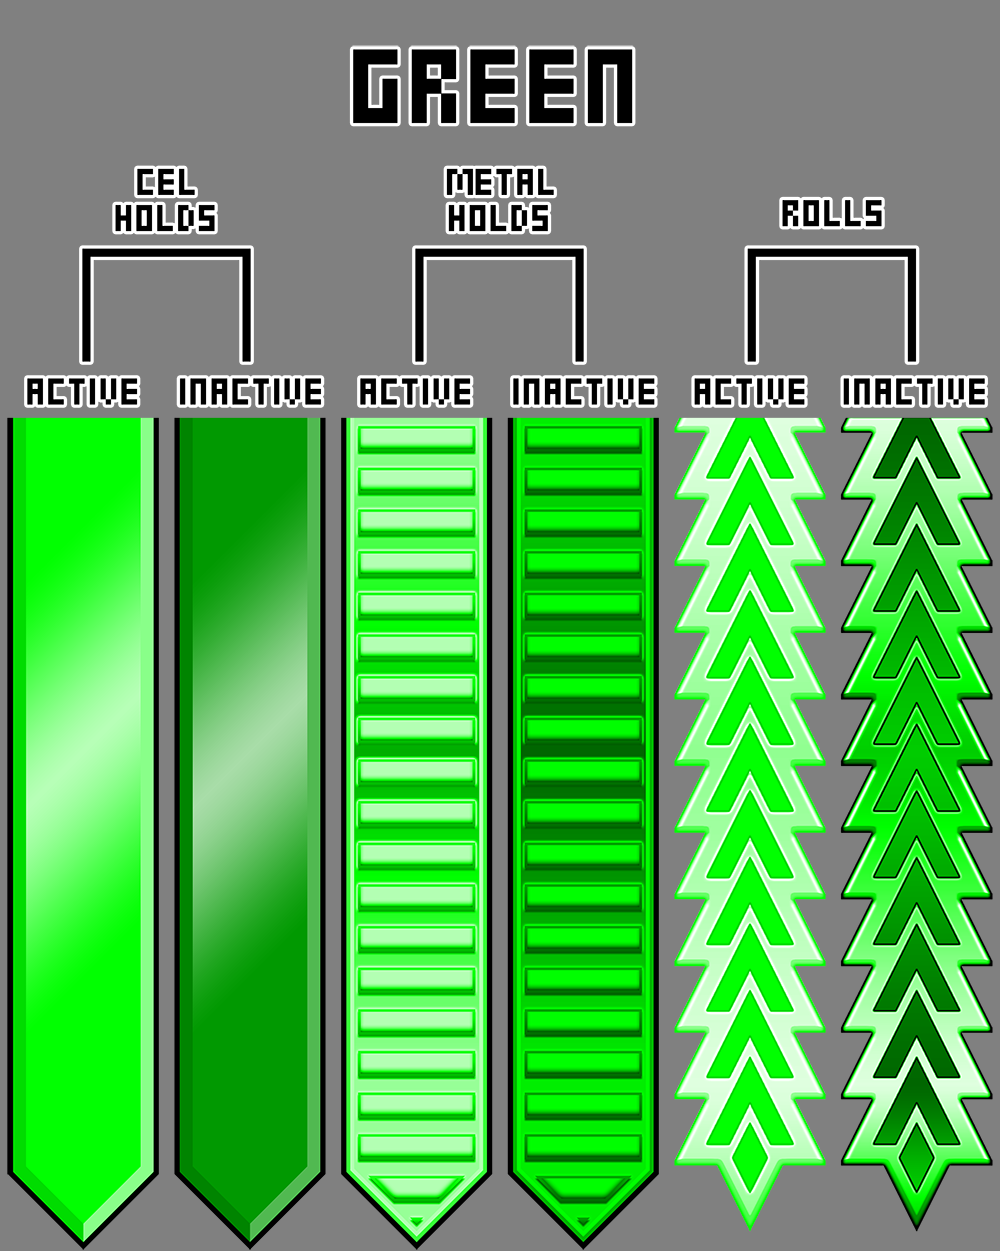 GREEN
CEL
HOLDS
METAL
HOLDS
ROLLS
ACTIVE INACTIVE ACTIVE INACTIVE ACTIVE INACTIVE